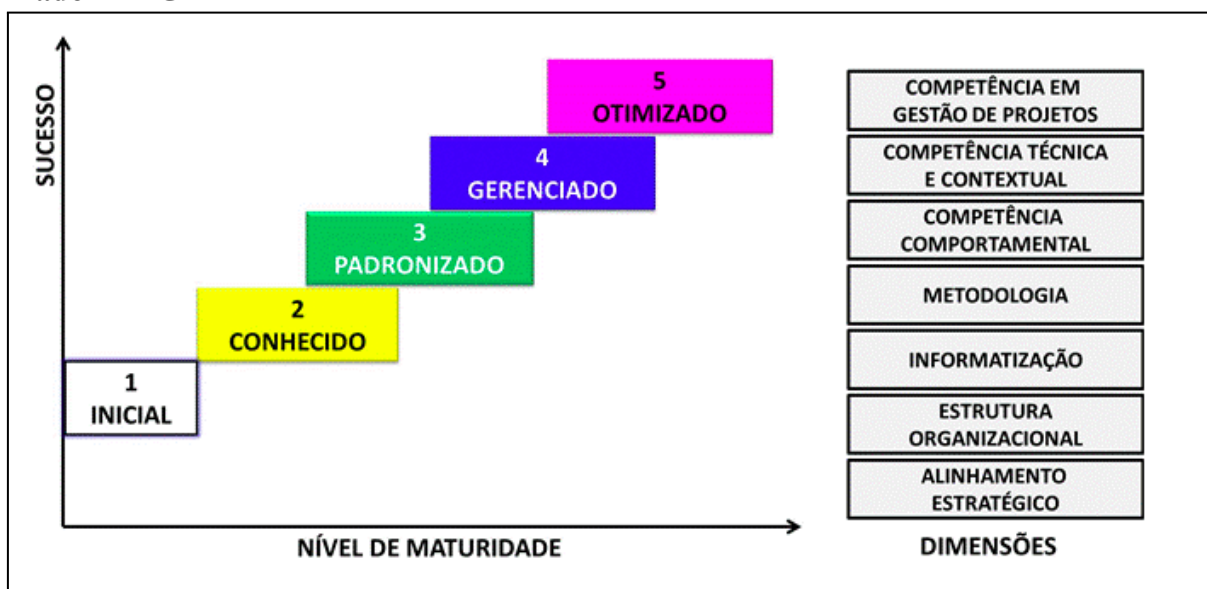 SUCESSO
5
OTIMIZADO
4
GERENCIADO
3
PADRONIZADO
2
CONHECIDO
1
INICIAL
NÍVEL DE MATURIDADE
COMPETÊNCIA EM
GESTÃO DE PROJETOS
COMPETÊNCIA TÉCNICA
E CONTEXTUAL
COMPETÊNCIA
COMPORTAMENTAL
METODOLOGIA
INFORMATIZAÇÃO
ESTRUTURA
ORGANIZACIONAL
ALINHAMENTO
ESTRATÉGICO
DIMENSÕES